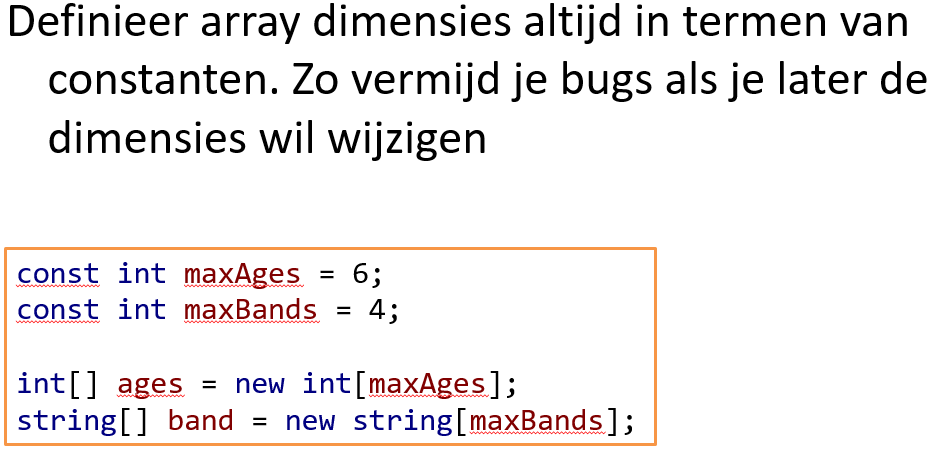 Definieer array dimensies altijd in termen van
constanten. Zo vermijd je bugs als je later de
dimensies wil wijzigen
const int maxAges = 6;
const int maxBands = 4;
int[] ages = new int[maxAges];
string[] band = new string[maxBands];